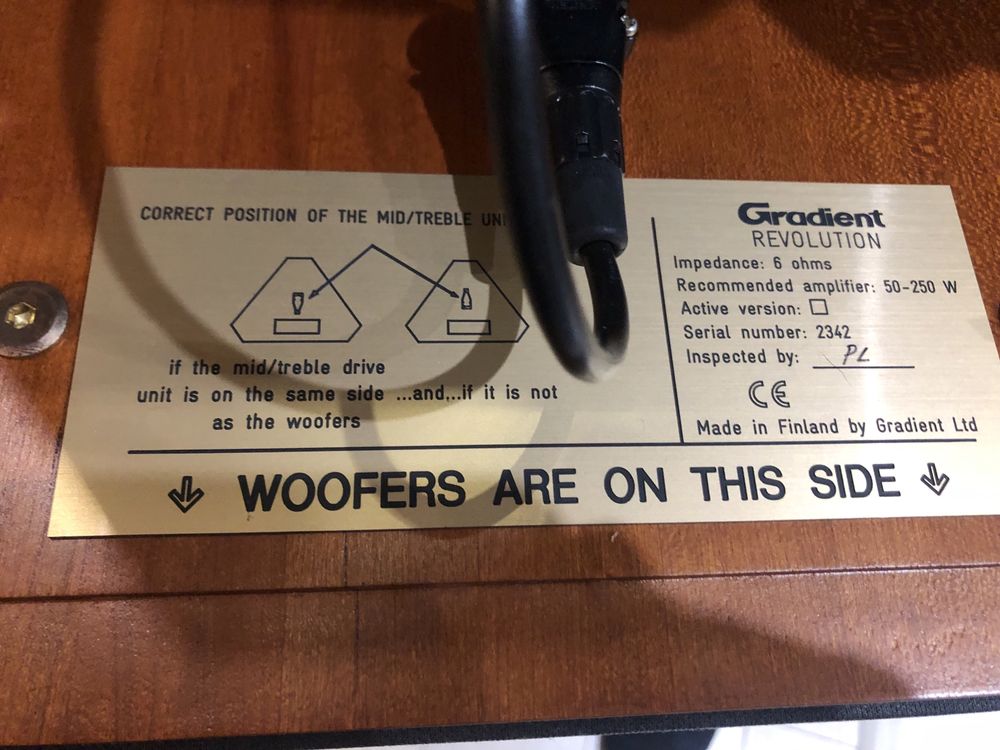 CORRECT POSITION OF THE MID/TREBLE
if the mid/treble drive
unit is on the same side ...and...if it is not
as the woofers
Gradient
REVOLUTION
Impedance: 6 ohms
Recommended amplifier: 50-250 W
Active version: ☐
Serial number: 2342
Inspected by: PL
CE
Made in Finland by Gradient Ltd
WOOFERS ARE ON THIS SIDE